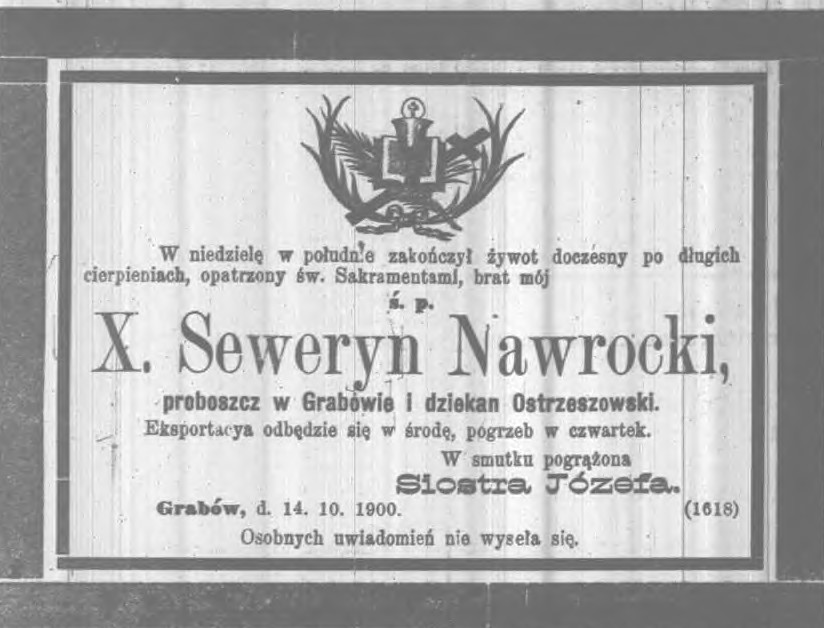 W niedzielę w południe zakończył żywot doczesny po długich
cierpieniach, opatrzony św. Sakramentami, brat mój
ś. p.
X. Seweryn Nawrocki,
proboszcz w Grabowie i dziekan Ostrzeszowski.
Eksportacya odbędzie się w środę, pogrzeb w czwartek.
W smutku pogrążona
Siostra Józefa.
Grabów, d. 14. 10. 1900. (1618)
Osobnych uwiadomień nie wyseła się.